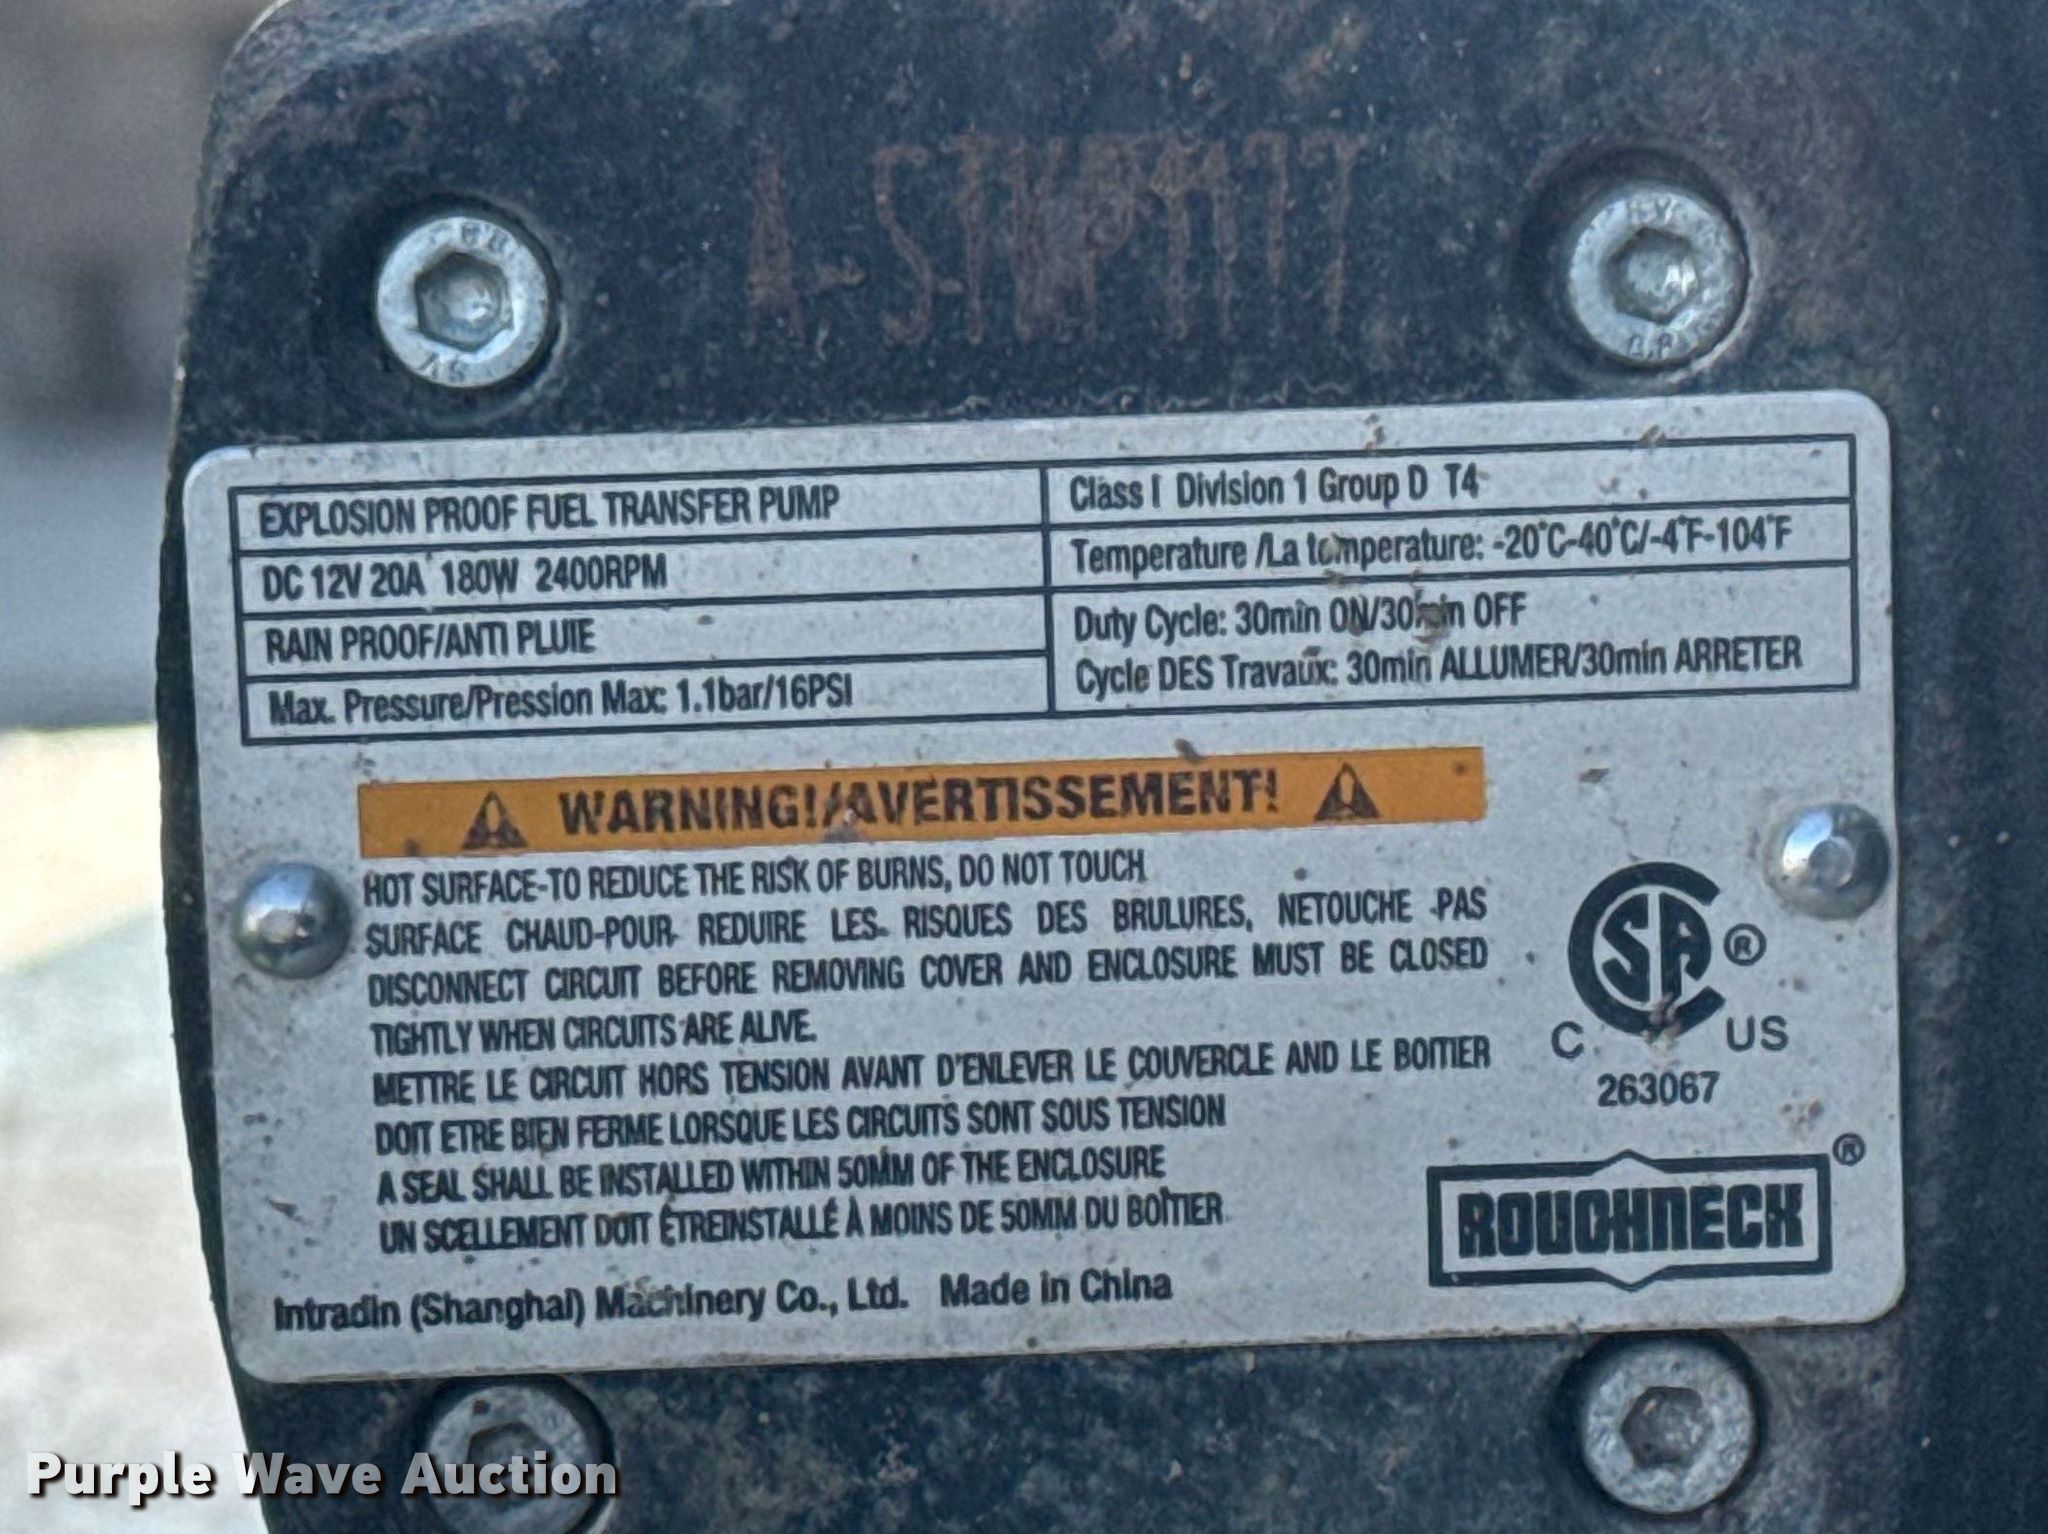 EXPLOSION PROOF FUEL TRANSFER PUMP
DC 12V 20A 180W 2400RPM
RAIN PROOF/ANTI PLUIE
Max. Pressure/Pression Max: 1.1bar/16PSI
Class I Division 1 Group D T4
Temperature /La temperature: -20°C-40°C/-4°F-104°F
Duty Cycle: 30min ON/30min OFF
Cycle DES Travaux: 30min ALLUMER/30min ARRETER
WARNING!/AVERTISSEMENT!
HOT SURFACE-TO REDUCE THE RISK OF BURNS, DO NOT TOUCH
SURFACE CHAUD-POUR REDUIRE LES RISQUES DES BRULURES, NETOUCHE PAS
DISCONNECT CIRCUIT BEFORE REMOVING COVER AND ENCLOSURE MUST BE CLOSED
TIGHTLY WHEN CIRCUITS ARE ALIVE.
METTRE LE CIRCUIT HORS TENSION AVANT D'ENLEVER LE COUVERCLE AND LE BOITIER
DOIT ETRE BIEN FERME LORSQUE LES CIRCUITS SONT SOUS TENSION
A SEAL SHALL BE INSTALLED WITHIN 50MM OF THE ENCLOSURE
UN SCELLEMENT DOIT ÊTREINSTALLÉ À MOINS DE 50MM DU BOÎTIER
Intradin (Shanghai) Machinery Co., Ltd. Made in China
CSA ®
C US
263067
ROUGHNECK ®
Purple Wave Auction